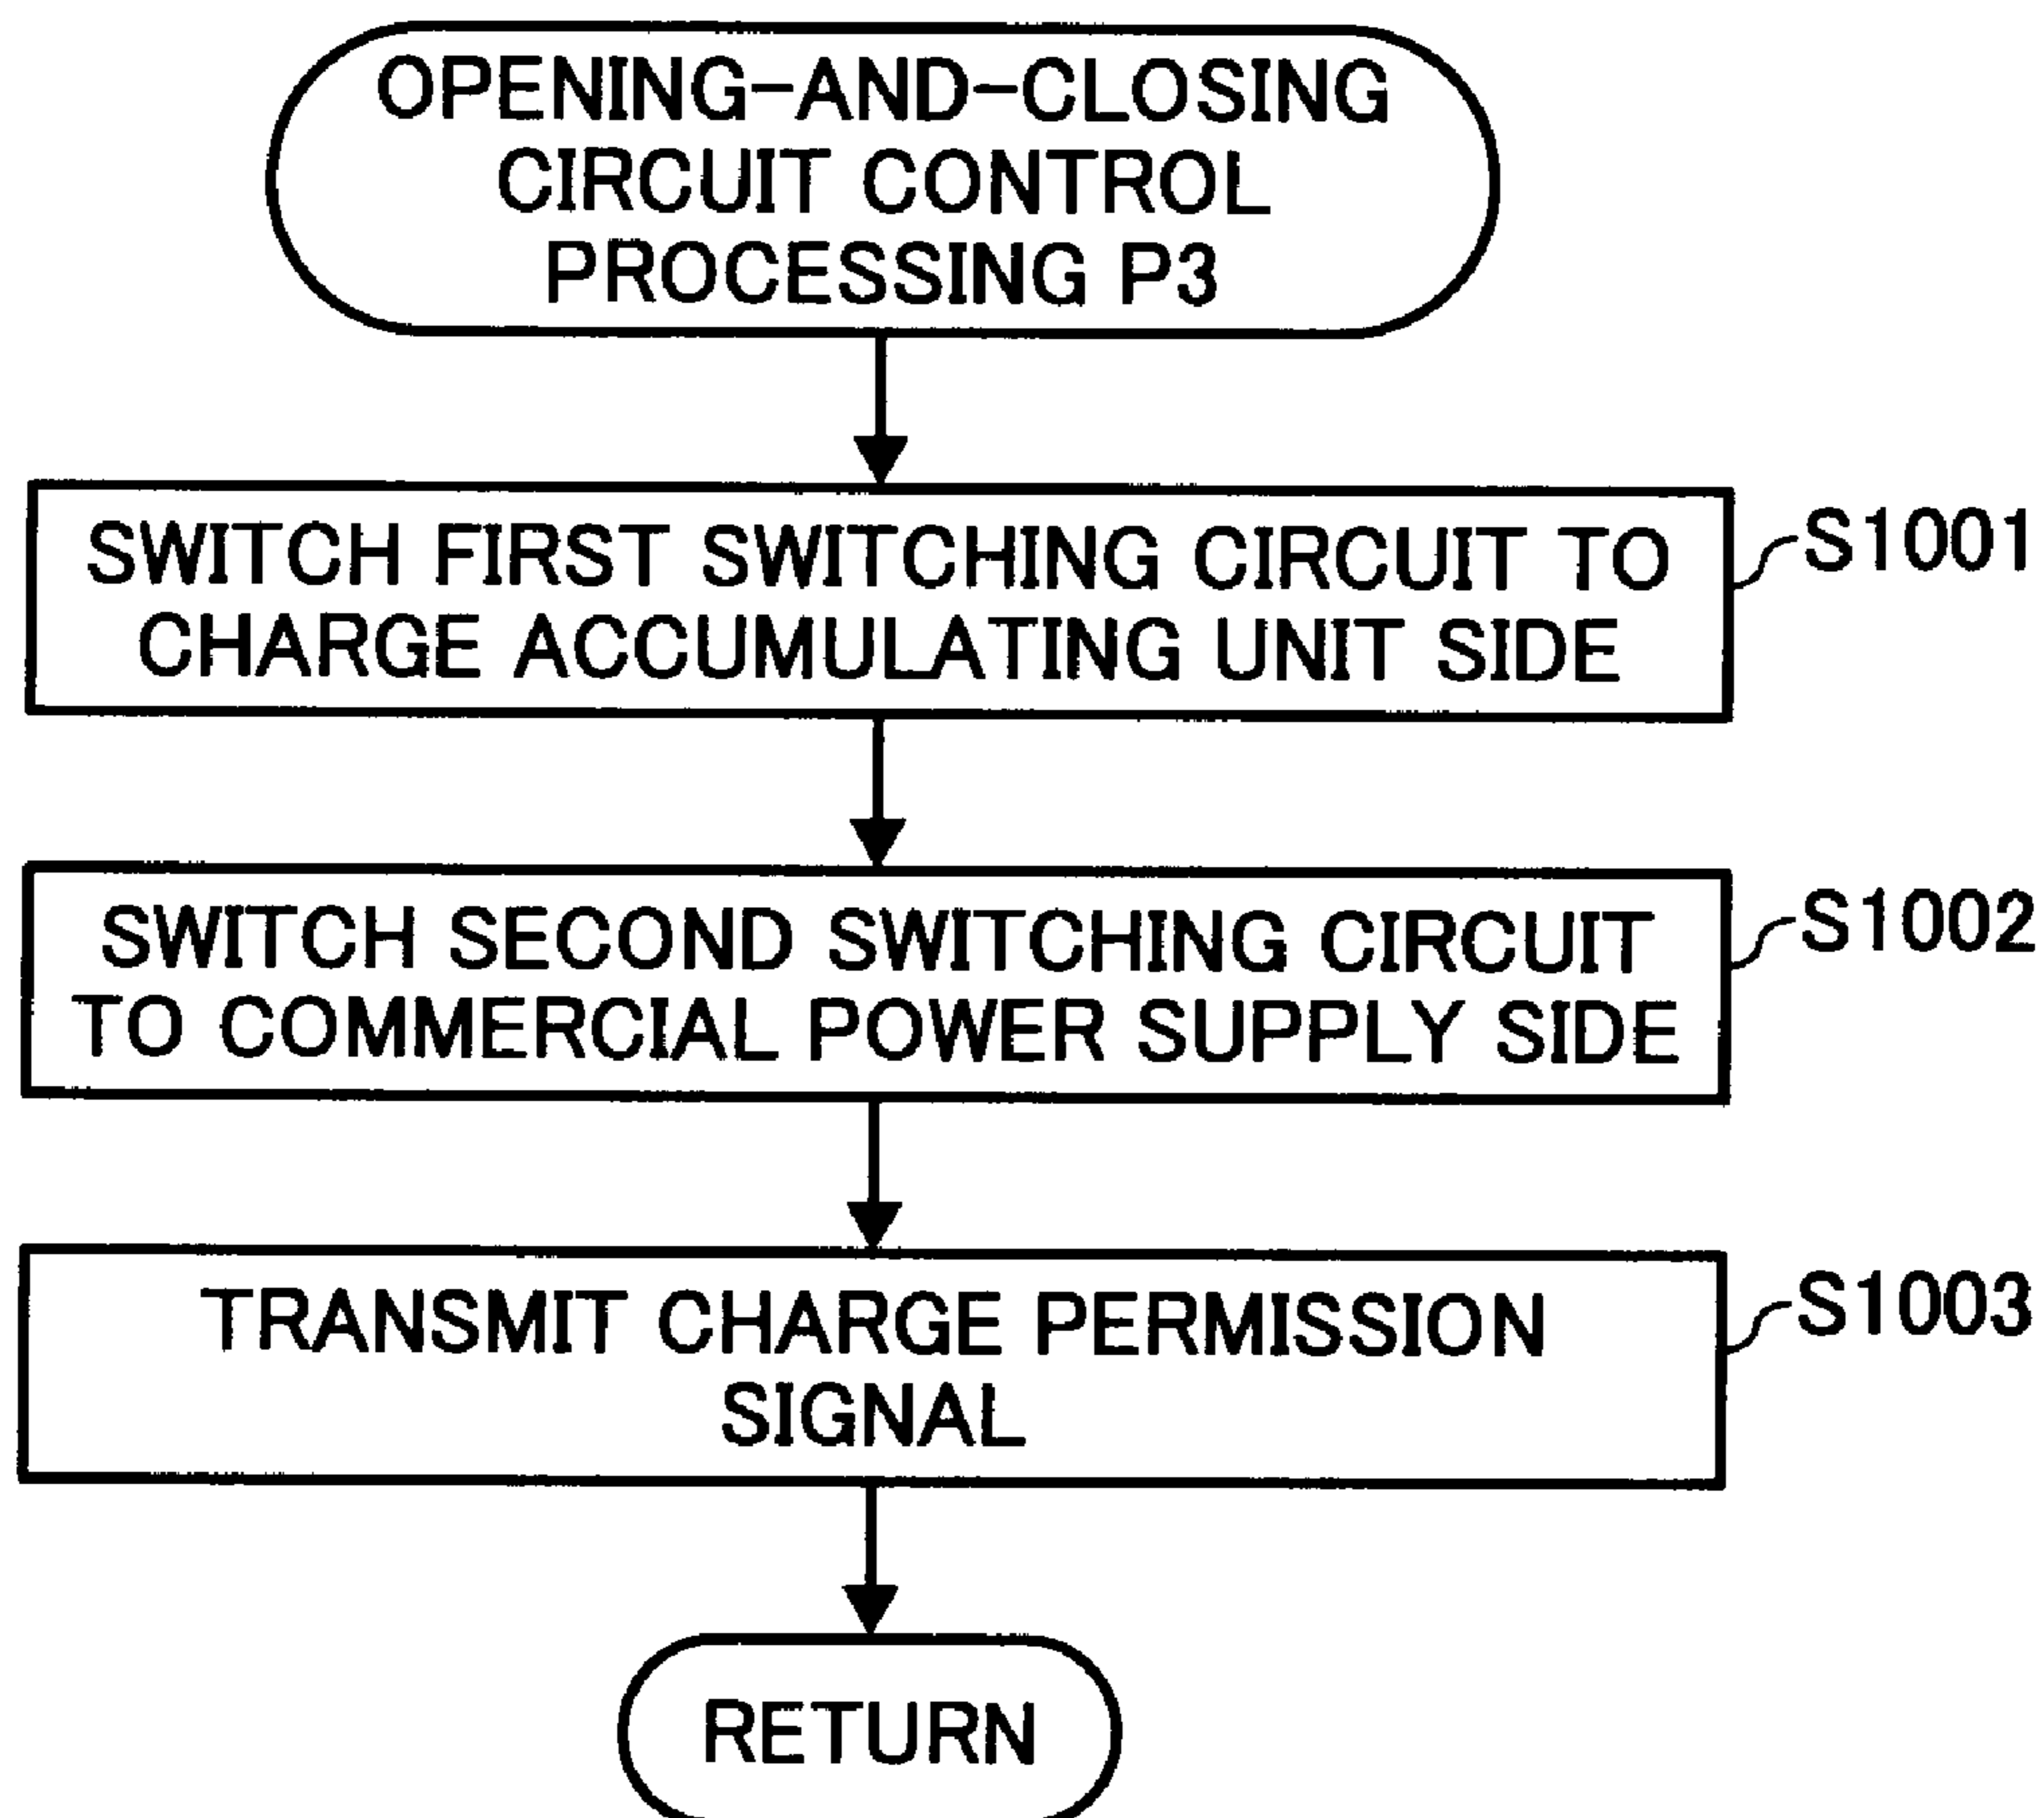 OPENING-AND-CLOSING
CIRCUIT CONTROL
PROCESSING P3
SWITCH FIRST SWITCHING CIRCUIT TO
CHARGE ACCUMULATING UNIT SIDE
S1001
SWITCH SECOND SWITCHING CIRCUIT
TO COMMERCIAL POWER SUPPLY SIDE
S1002
TRANSMIT CHARGE PERMISSION
SIGNAL
S1003
RETURN